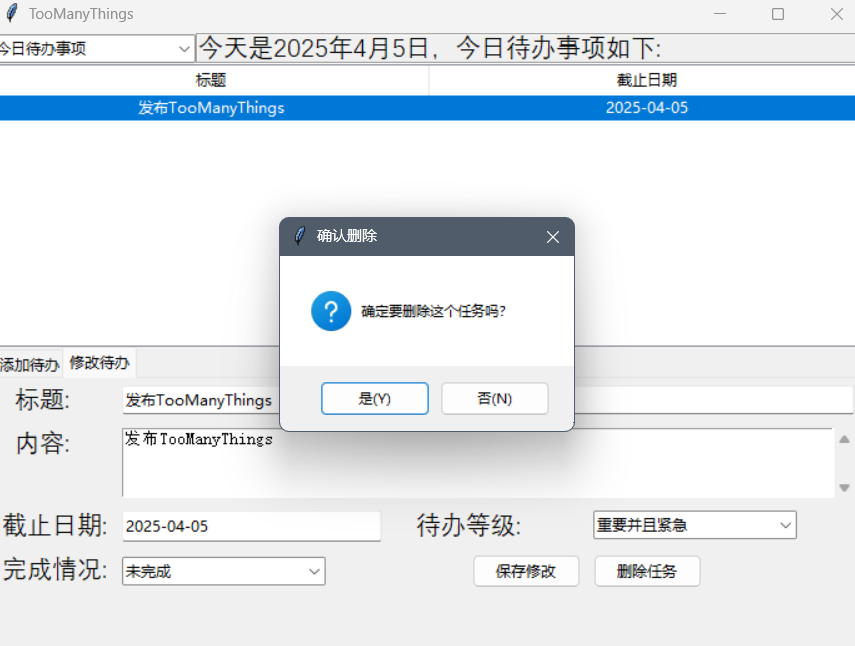 TooManyThings
今日待办事项
今天是2025年4月5日，今日待办事项如下:
标题 截止日期
发布TooManyThings 2025-04-05
确认删除
确定要删除这个任务吗?
是(Y) 否(N)
添加待办 修改待办
标题: 发布TooManyThings
内容: 发布TooManyThings
截止日期: 2025-04-05 待办等级: 重要并且紧急
完成情况: 未完成 保存修改 删除任务